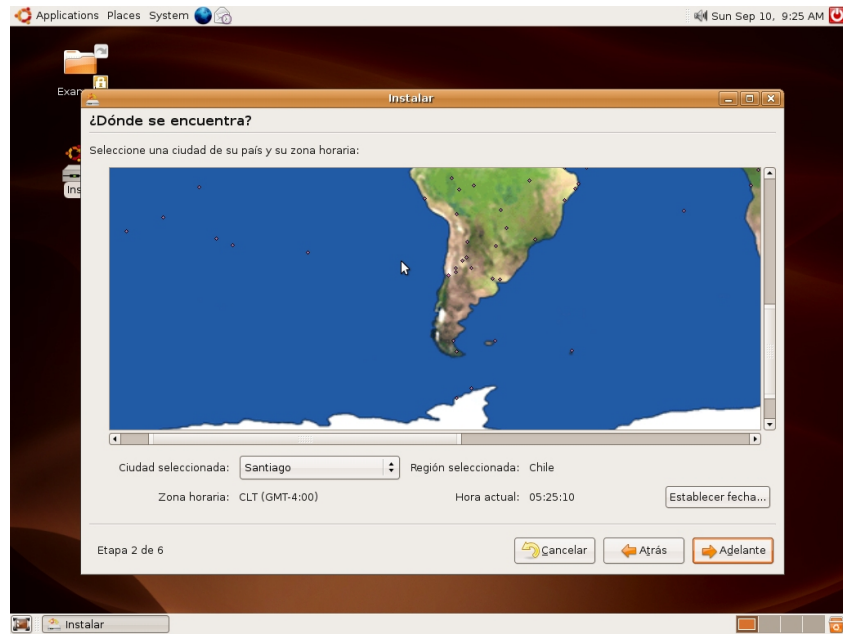 Applications Places System Sun Sep 10, 9:25 AM
Instalar
¿Dónde se encuentra?
Seleccione una ciudad de su país y su zona horaria:
Ciudad seleccionada: Santiago Región seleccionada: Chile
Zona horaria: CLT (GMT-4:00) Hora actual: 05:25:10 Establecer fecha...
Etapa 2 de 6 Cancelar Atrás Adelante
Instalar